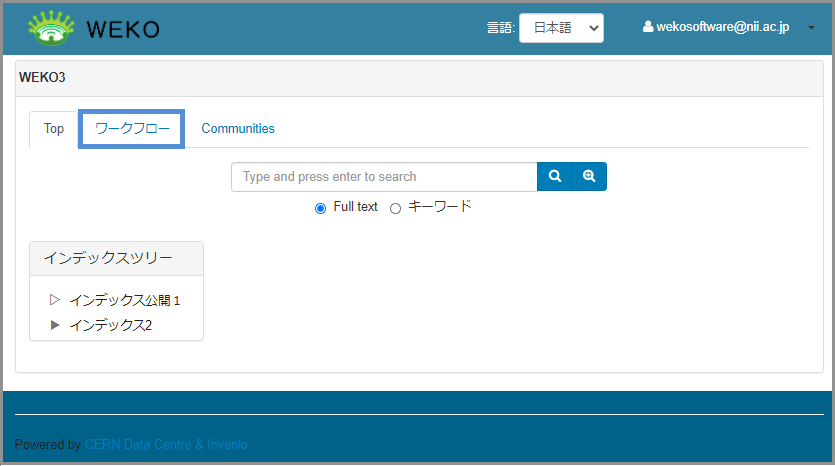 WEKO 言語: 日本語 wekosoftware@nii.ac.jp
WEKO3
Top ワークフロー Communities
Type and press enter to search
Full text キーワード
インデックスツリー
▷ インデックス公開 1
▶ インデックス2
Powered by CERN Data Centre & Invenio